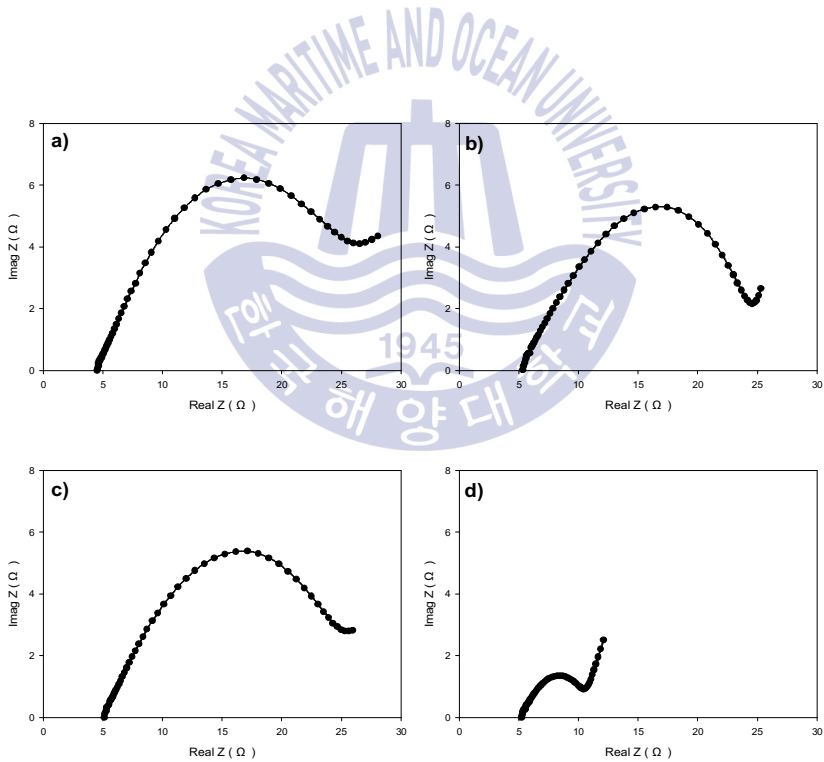 KOREA MARITIME AND OCEAN UNIVERSITY
1945
한국해양대학교
a)
8
6
4
2
0
Imag Z ( Ω )
0 5 10 15 20 25 30
Real Z ( Ω )
b)
8
6
4
2
0
Imag Z ( Ω )
0 5 10 15 20 25 30
Real Z ( Ω )
c)
8
6
4
2
0
Imag Z ( Ω )
0 5 10 15 20 25 30
Real Z ( Ω )
d)
8
6
4
2
0
Imag Z ( Ω )
0 5 10 15 20 25 30
Real Z ( Ω )